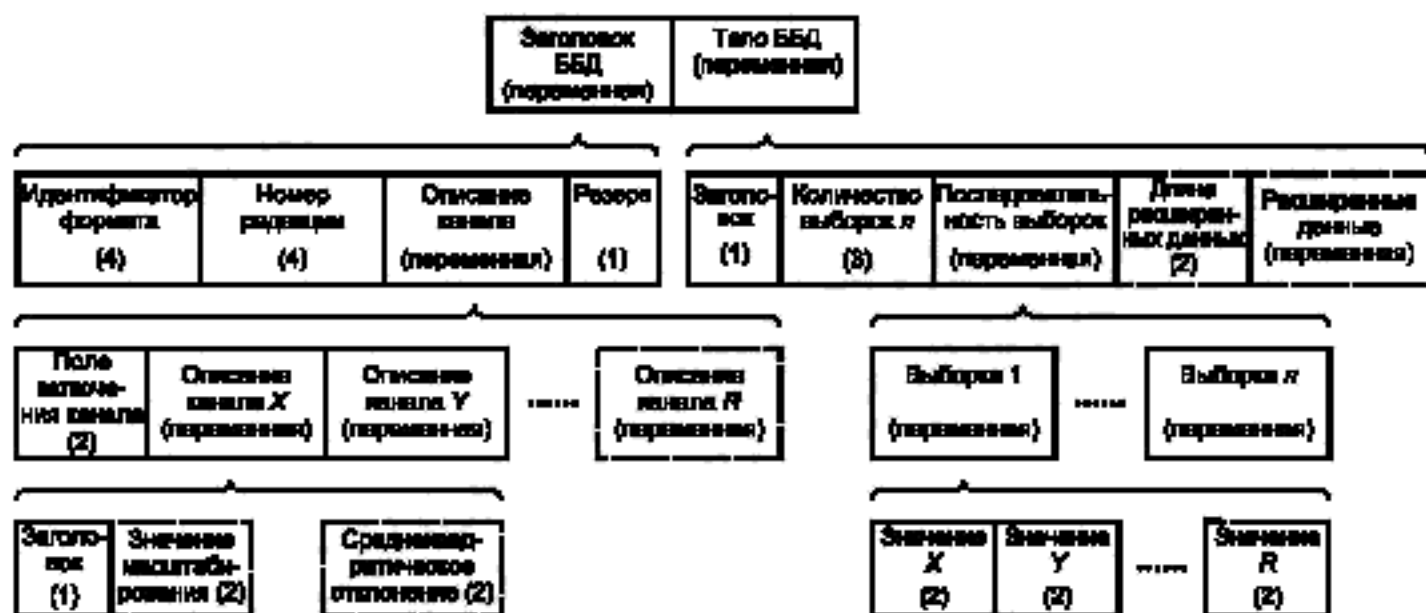 Заголовок
ББД
(переменная)
Тело ББД
(переменная)
Идентификатор
формата
(4)
Номер
редакции
(4)
Описание
канала
(переменная)
Резерв
(1)
Заголо-
вок
(1)
Количество
выборок n
(3)
Последователь-
ность выборок
(переменная)
Длина
расширен-
ных данных
(2)
Расширенные
данные
(переменная)
Поле
включе-
ния канала
(2)
Описание
канала X
(переменная)
Описание
канала Y
(переменная)
........
Описание
канала R
(переменная)
Выборка 1
(переменная)
........
Выборка n
(переменная)
Заголо-
вок
(1)
Значение
масштаби-
рования (2)
Среднеквад-
ратическое
отклонение (2)
Значение
X
(2)
Значение
Y
(2)
........
Значение
R
(2)